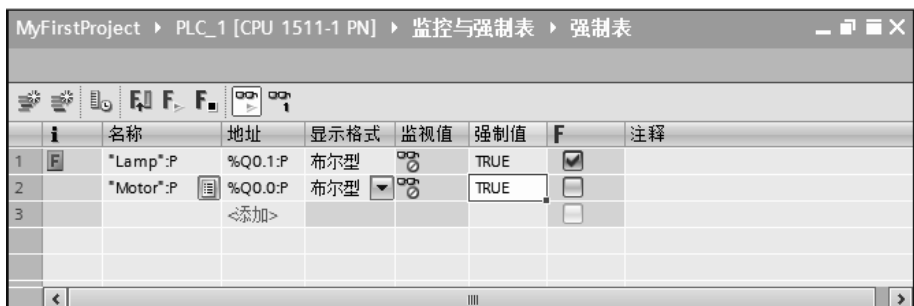 MyFirstProject ▸ PLC_1 [CPU 1511-1 PN] ▸ 监控与强制表 ▸ 强制表
F F F
1
i 名称 地址 显示格式 监视值 强制值 F 注释
1 F "Lamp":P %Q0.1:P 布尔型 TRUE
2 "Motor":P %Q0.0:P 布尔型 TRUE
3 <添加>